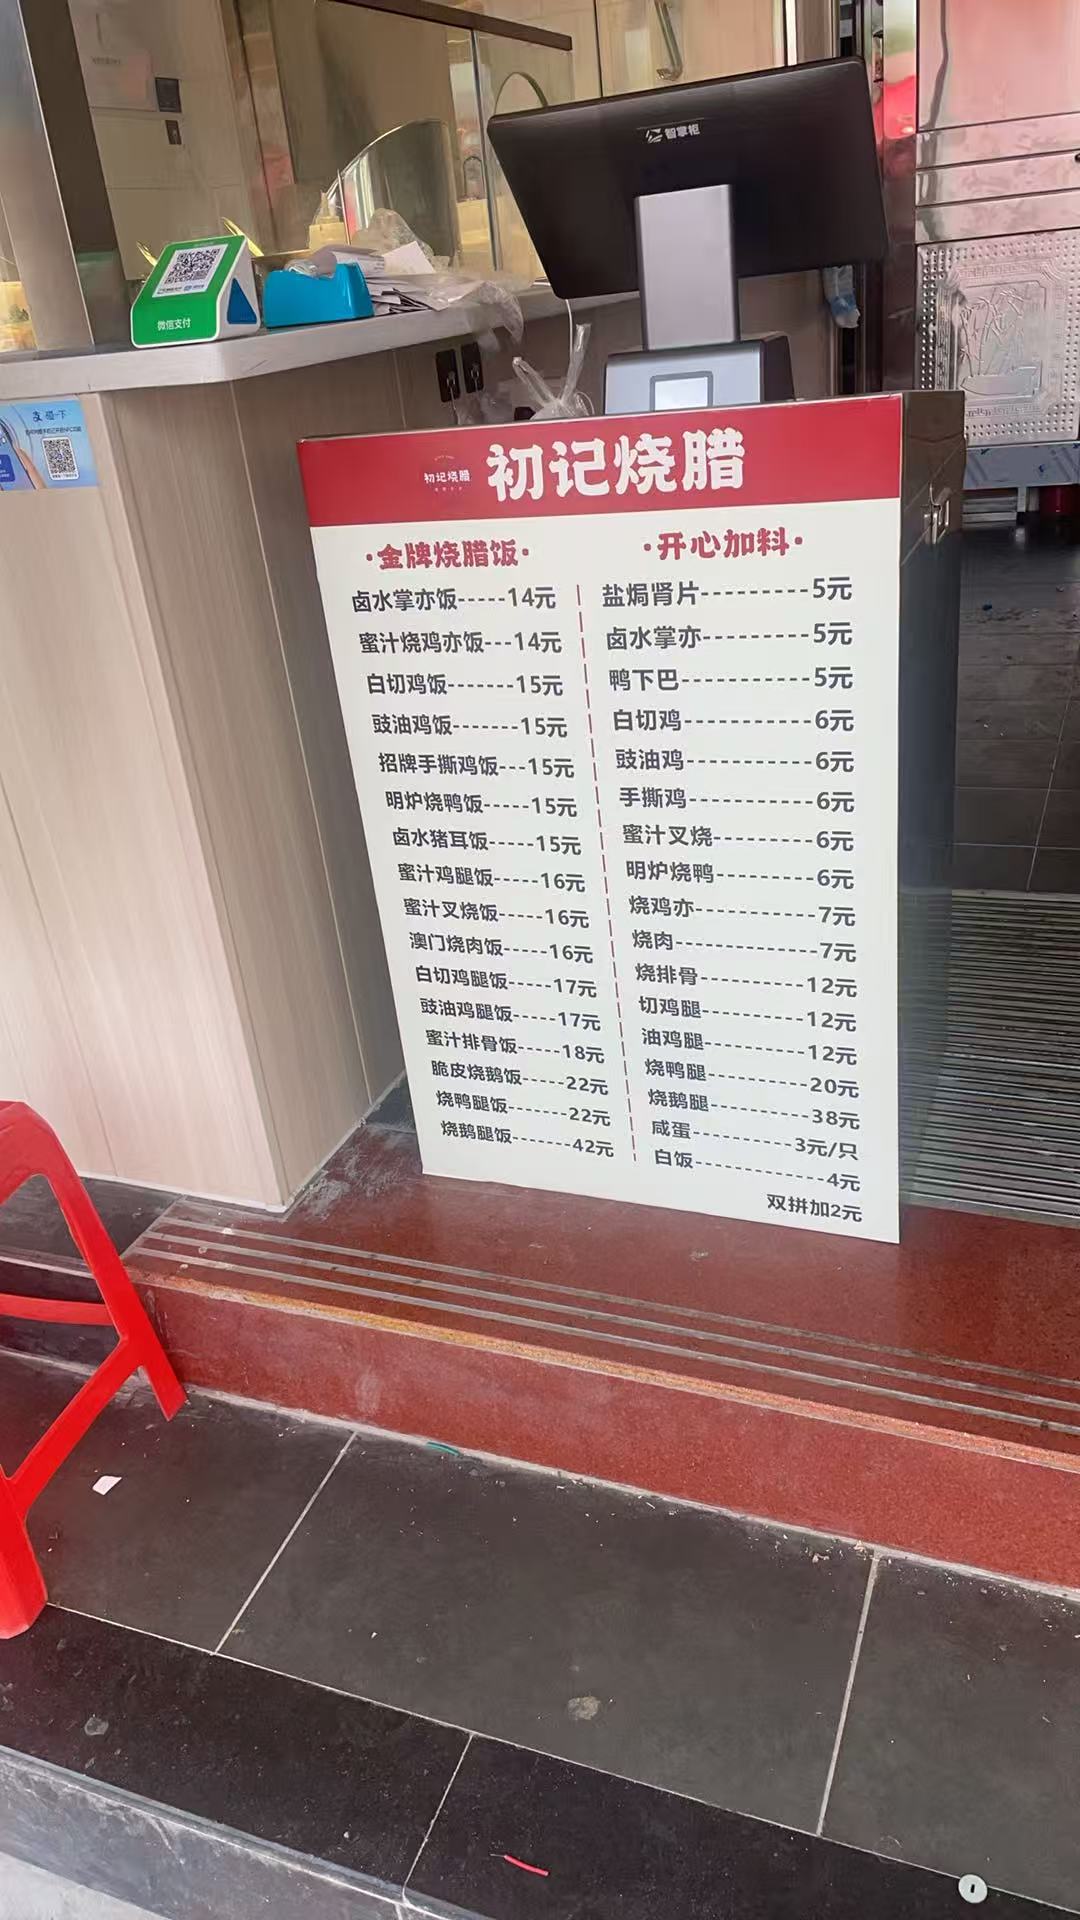 智掌柜
微信支付
支 碰一下
初记烧腊
初记烧腊
·金牌烧腊饭·
卤水掌亦饭-----14元
蜜汁烧鸡亦饭---14元
白切鸡饭-------15元
豉油鸡饭------15元
招牌手撕鸡饭---15元
明炉烧鸭饭-----15元
卤水猪耳饭-----15元
蜜汁鸡腿饭-----16元
蜜汁叉烧饭-----16元
澳门烧肉饭-----16元
白切鸡腿饭-----17元
豉油鸡腿饭-----17元
蜜汁排骨饭-----18元
脆皮烧鹅饭-----22元
烧鸭腿饭-------22元
烧鹅腿饭-------42元
·开心加料·
盐焗肾片---------5元
卤水掌亦---------5元
鸭下巴-----------5元
白切鸡-----------6元
豉油鸡-----------6元
手撕鸡-----------6元
蜜汁叉烧---------6元
明炉烧鸭---------6元
烧鸡亦-----------7元
烧肉-------------7元
烧排骨----------12元
切鸡腿----------12元
油鸡腿----------12元
烧鸭腿----------20元
烧鹅腿----------38元
咸蛋----------3元/只
白饭-------------4元
双拼加2元